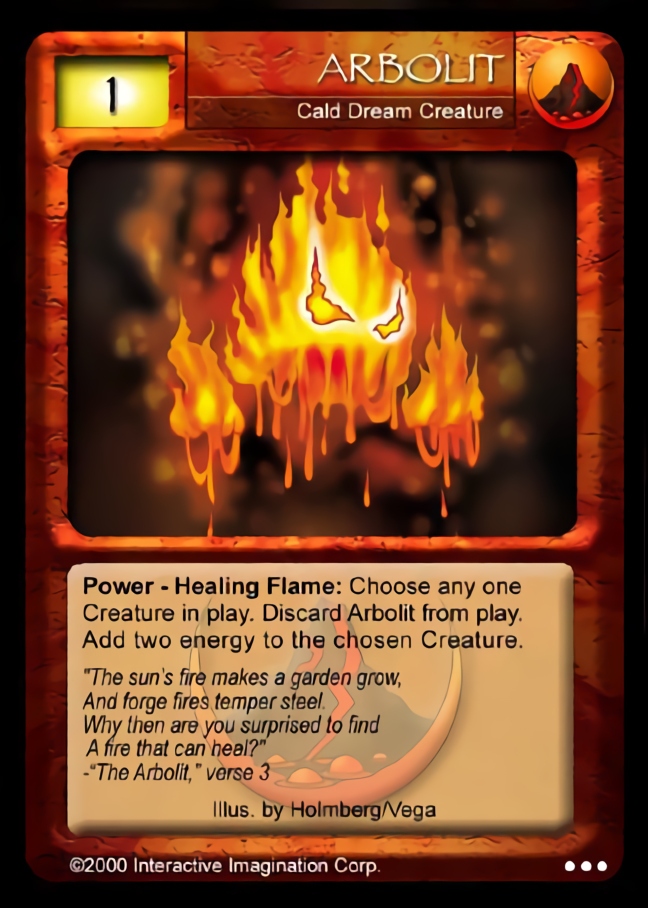 1
ARBOLIT
Cald Dream Creature
Power - Healing Flame: Choose any one
Creature in play. Discard Arbolit from play.
Add two energy to the chosen Creature.
"The sun's fire makes a garden grow,
And forge fires temper steel.
Why then are you surprised to find
A fire that can heal?"
-"The Arbolit," verse 3
Illus. by Holmberg/Vega
©2000 Interactive Imagination Corp.